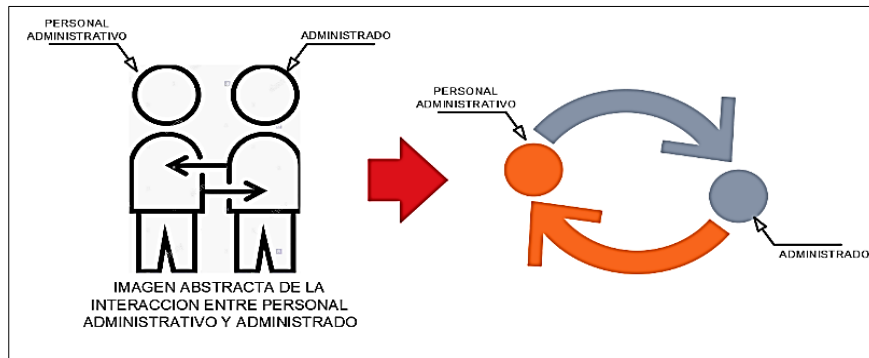 PERSONAL
ADMINISTRATIVO
ADMINISTRADO
IMAGEN ABSTRACTA DE LA
INTERACCION ENTRE PERSONAL
ADMINISTRATIVO Y ADMINISTRADO
PERSONAL
ADMINISTRATIVO
ADMINISTRADO